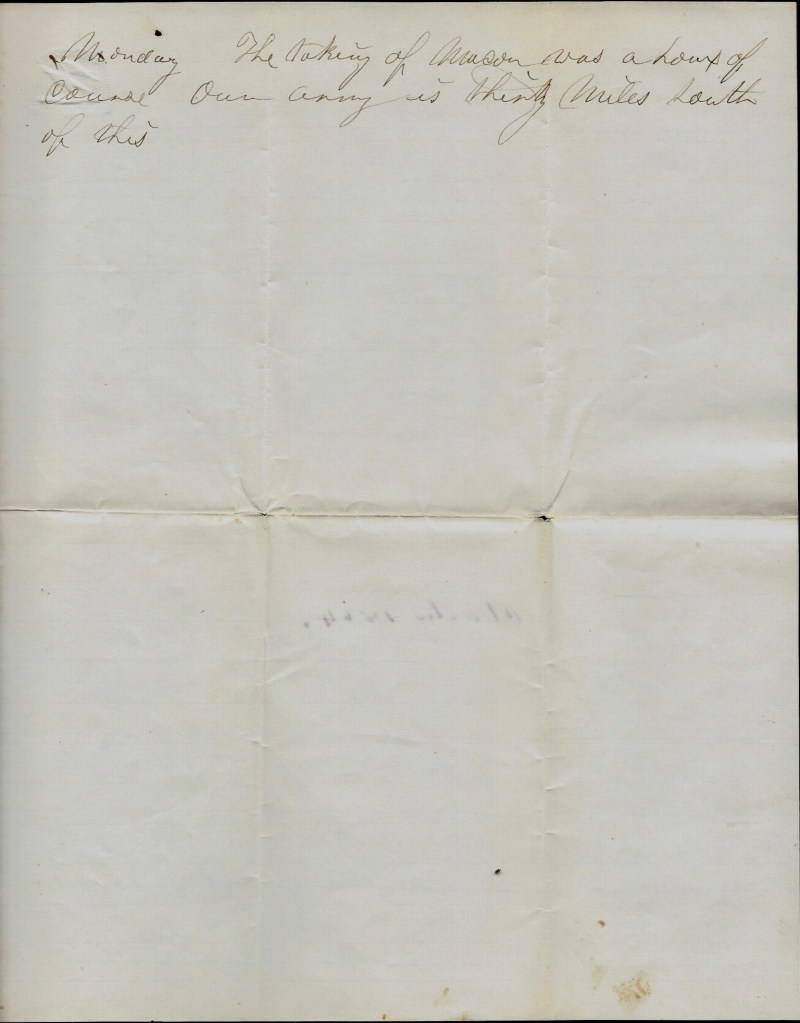 Monday The taking of Macon was a hoax of
course Our army is Thirty Miles South
of this